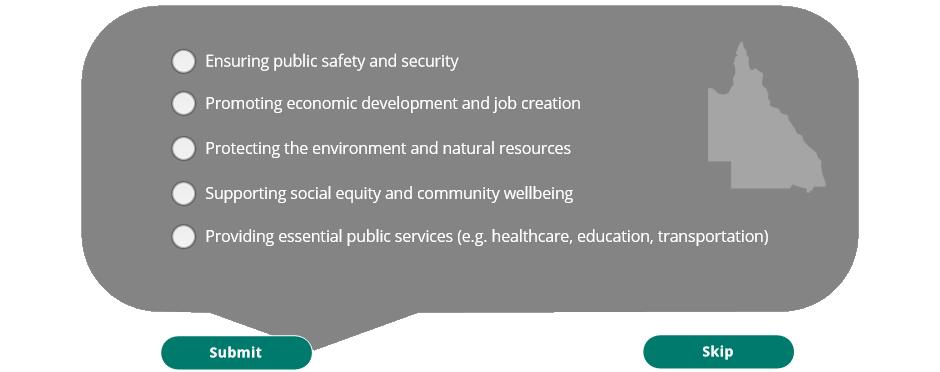 Ensuring public safety and security
Promoting economic development and job creation
Protecting the environment and natural resources
Supporting social equity and community wellbeing
Providing essential public services (e.g. healthcare, education, transportation)
Submit
Skip